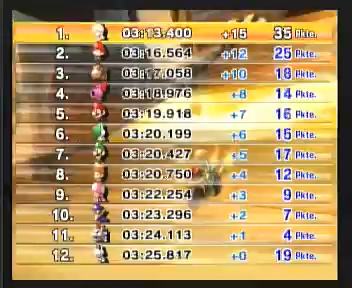 1. 03:13.400 +15 35 Pkte.
2. 03:16.564 +12 25 Pkte.
3. 03:17.058 +10 18 Pkte.
4. 03:18.976 +8 14 Pkte.
5. 03:19.918 +7 16 Pkte.
6. 03:20.199 +6 15 Pkte.
7. 03:20.427 +5 17 Pkte.
8. 03:20.750 +4 12 Pkte.
9. 03:22.254 +3 9 Pkte.
10. 03:23.296 +2 7 Pkte.
11. 03:24.113 +1 4 Pkte.
12. 03:25.817 +0 19 Pkte.